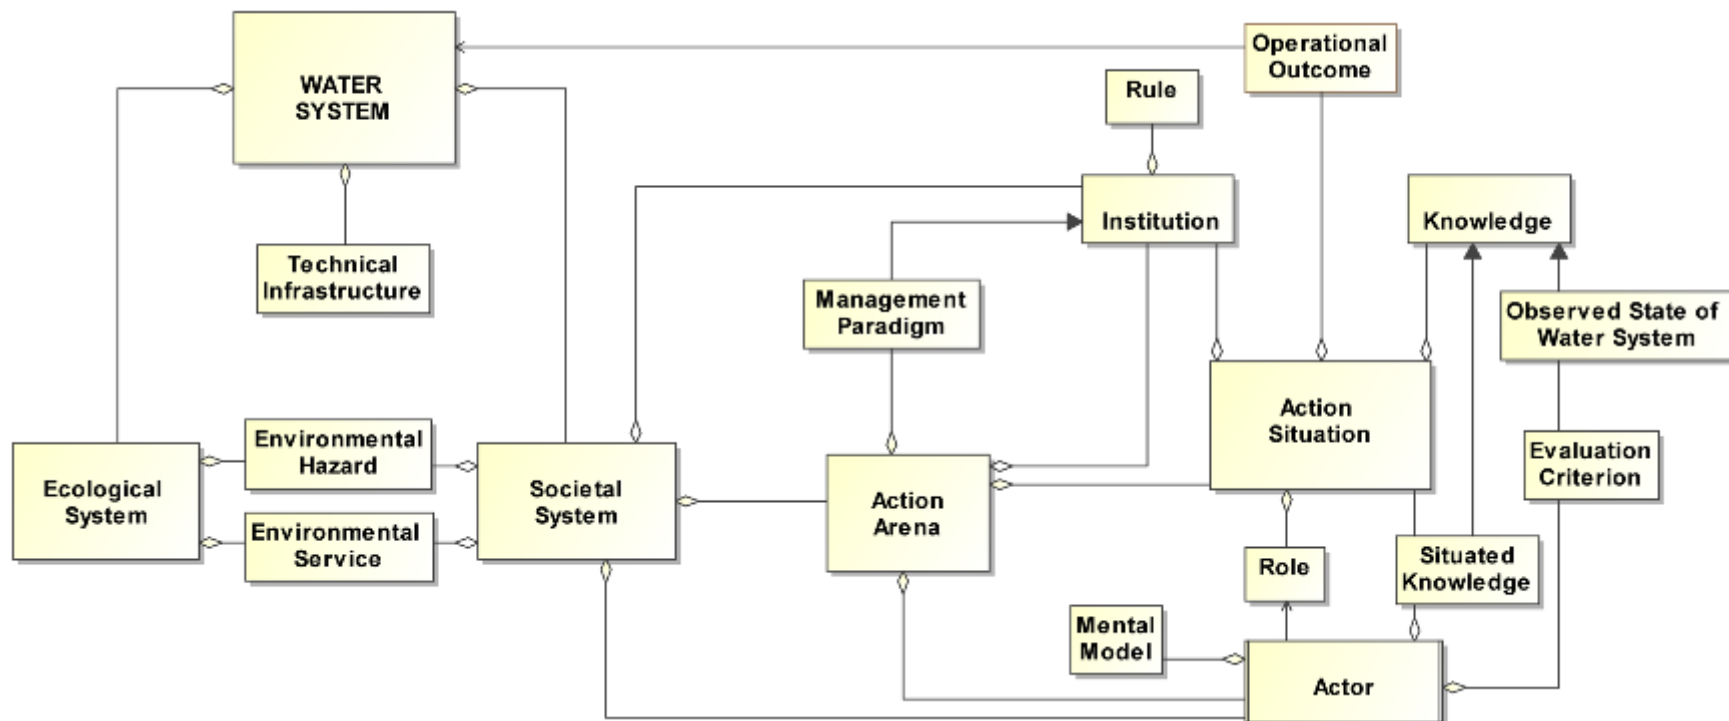 WATER
SYSTEM
Operational
Outcome
Rule
Institution
Knowledge
Technical
Infrastructure
Management
Paradigm
Observed State of
Water System
Action
Situation
Environmental
Hazard
Evaluation
Criterion
Ecological
System
Societal
System
Action
Arena
Environmental
Service
Role
Situated
Knowledge
Mental
Model
Actor